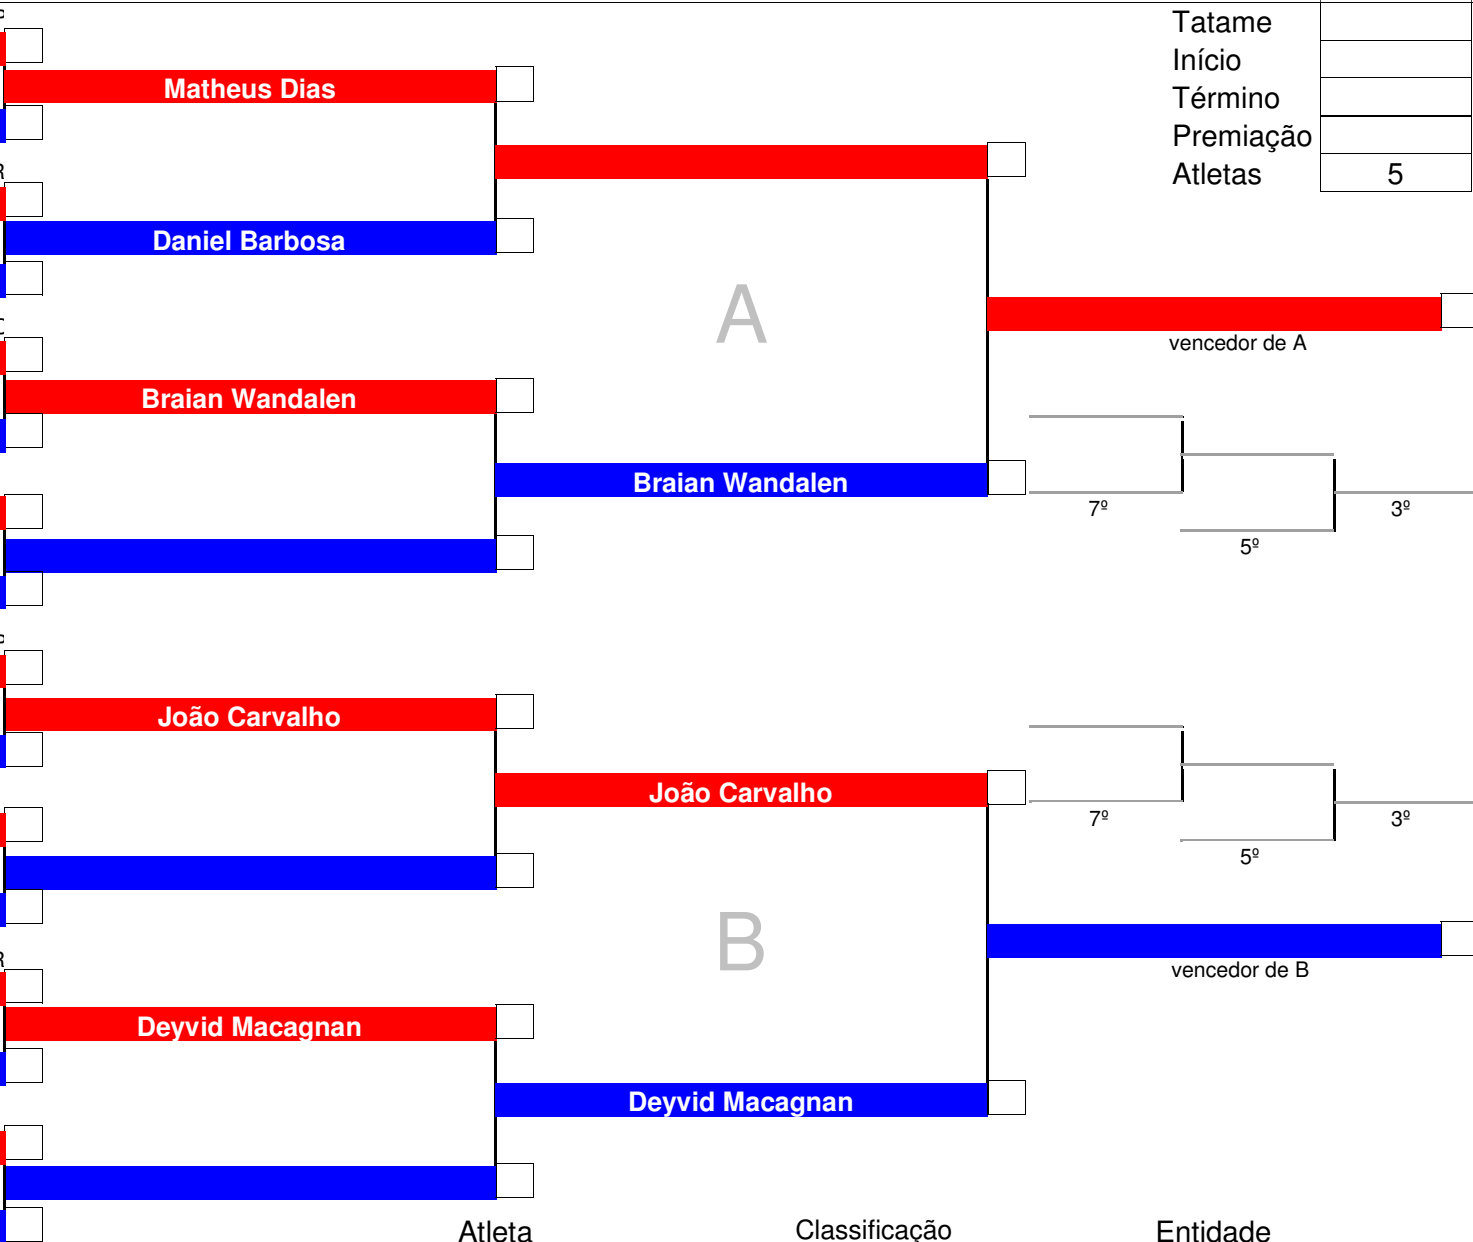 Tatame
Início
Término
Premiação
Atletas 5
Matheus Dias
Daniel Barbosa
A
vencedor de A
Braian Wandalen
Braian Wandalen
7º
3º
5º
João Carvalho
João Carvalho
7º
3º
5º
B
vencedor de B
Deyvid Macagnan
Deyvid Macagnan
Atleta Classificação Entidade